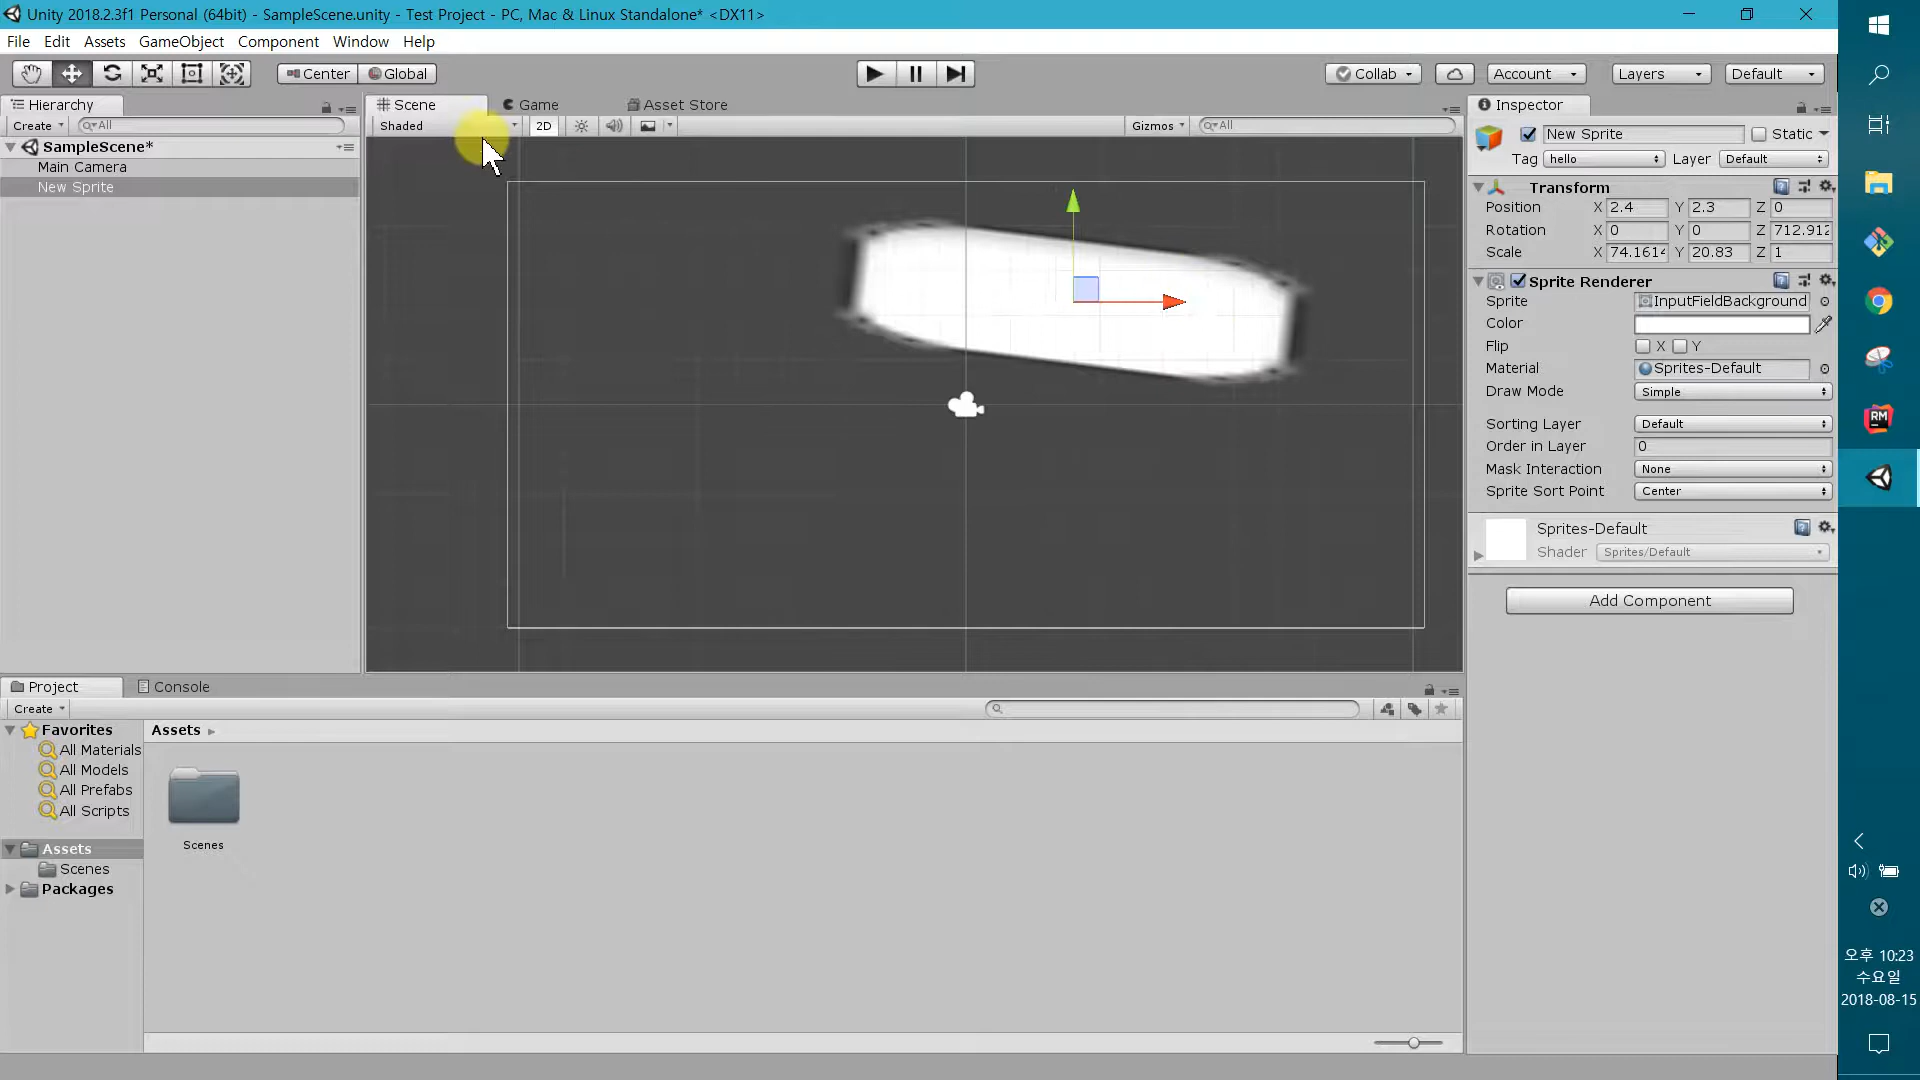 Unity 2018.2.3f1 Personal (64bit) - SampleScene.unity - Test Project - PC, Mac & Linux Standalone* <DX11>
File Edit Assets GameObject Component Window Help
Center Global Collab Account Layers Default
Hierarchy Scene Game Asset Store Inspector
Create All Shaded 2D Gizmos All
New Sprite Static
SampleScene*
Tag hello Layer Default
Main Camera
New Sprite
Transform
Position X 2.4 Y 2.3 Z 0
Rotation X 0 Y 0 Z 712.912
Scale X 74.1614 Y 20.83 Z 1
Sprite Renderer
Sprite InputFieldBackground
Color
Flip X Y
Material Sprites-Default
Draw Mode Simple
Sorting Layer Default
Order in Layer 0
Mask Interaction None
Sprite Sort Point Center
Sprites-Default
Shader Sprites/Default
Add Component
Project Console
Create
Favorites
All Materials
All Models
All Prefabs
All Scripts
Assets
Scenes
Packages
Assets
Scenes
RM
오후 10:23
수요일
2018-08-15